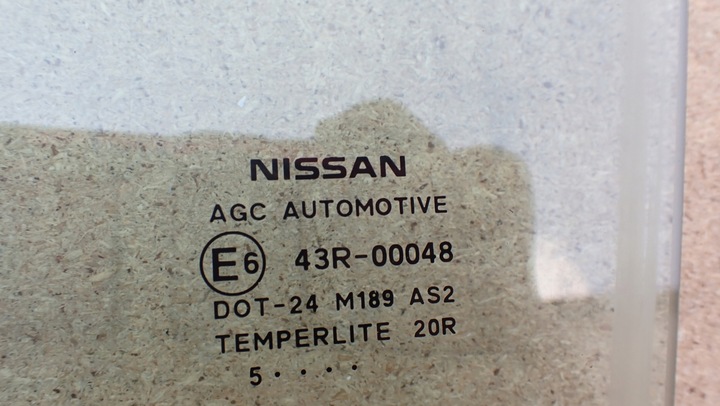 NISSAN
AGC AUTOMOTIVE
E6 43R-00048
DOT-24 M189 AS2
TEMPERLITE 20R
5 · · · ·